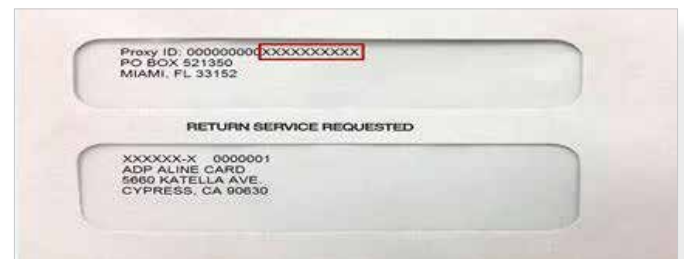 Proxy ID: 000000000XXXXXXXXXX
PO BOX 521350
MIAMI, FL 33152
RETURN SERVICE REQUESTED
XXXXXX-X 0000001
ADP ALINE CARD
5660 KATELLA AVE.
CYPRESS, CA 90630